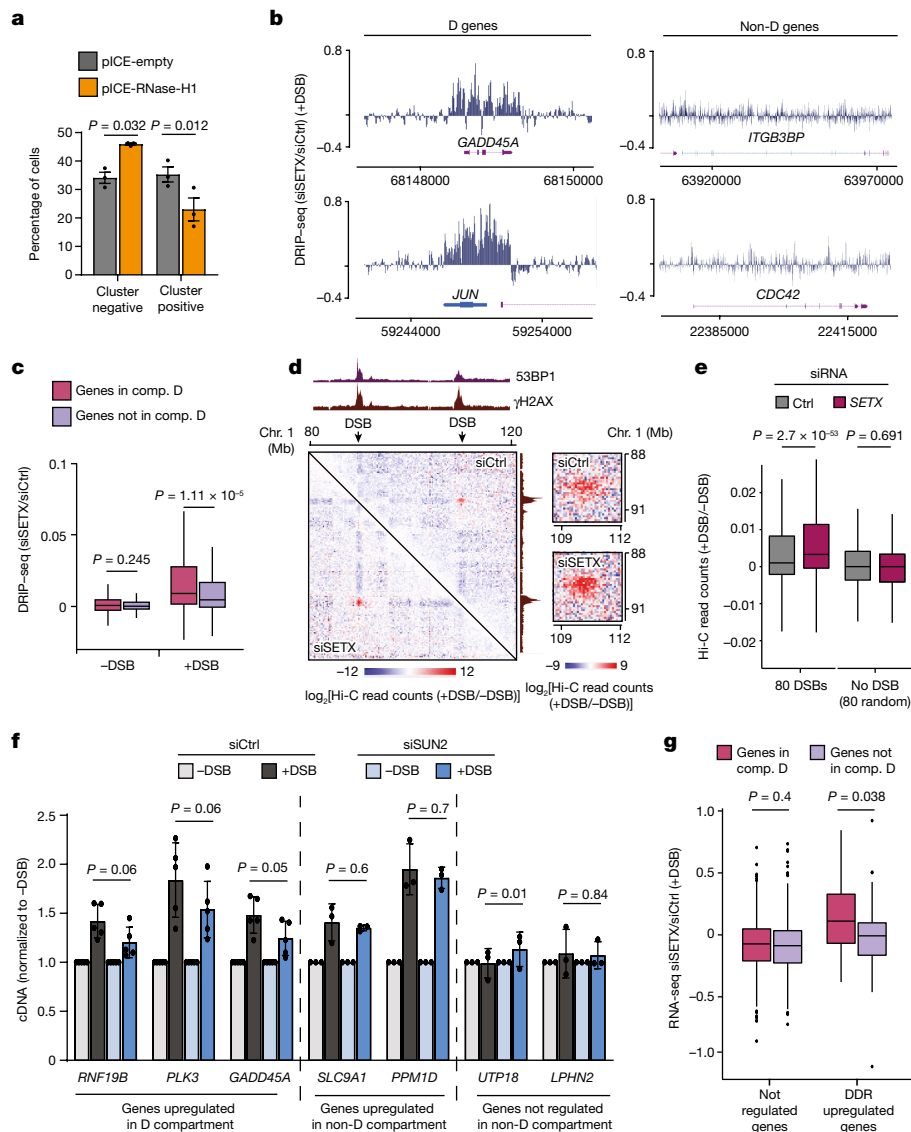 a
pICE-empty
pICE-RNase-H1
P = 0.032 P = 0.012
50
40
30
20
10
0
Percentage of cells
Cluster negative
Cluster positive
b
D genes
Non-D genes
DRIP–seq (siSETX/siCtrl) (+DSB)
0.8
−0.4
GADD45A
68148000 68150000
0.8
−0.4
ITGB3BP
63920000 63970000
0.8
−0.4
JUN
59244000 59254000
0.8
−0.4
CDC42
22385000 22415000
c
Genes in comp. D
Genes not in comp. D
DRIP–seq (siSETX/siCtrl)
0.1
0.05
0
P = 0.245
P = 1.11 × 10−5
−DSB +DSB
d
53BP1
γH2AX
DSB DSB
Chr. 1 (Mb)
80 120
siCtrl
siSETX
−12 12
log2[Hi-C read counts (+DSB/−DSB)]
Chr. 1 (Mb)
siCtrl
88
91
109 112
siSETX
88
91
109 112
−9 9
log2[Hi-C read counts
(+DSB/−DSB)]
e
siRNA
Ctrl SETX
P = 2.7 × 10−53 P = 0.691
Hi-C read counts (+DSB/−DSB)
0.02
0.01
0
−0.01
−0.02
80 DSBs
No DSB
(80 random)
f
siCtrl siSUN2
−DSB +DSB −DSB +DSB
cDNA (normalized to −DSB)
2.5
2.0
1.5
1.0
0.5
0
P = 0.06
P = 0.06
P = 0.05
P = 0.6
P = 0.7
P = 0.01
P = 0.84
RNF19B PLK3 GADD45A SLC9A1 PPM1D UTP18 LPHN2
Genes upregulated
in D compartment
Genes upregulated
in non-D compartment
Genes not regulated
in non-D compartment
g
Genes in
comp. D
Genes not
in comp. D
P = 0.4 P = 0.038
RNA-seq siSETX/siCtrl (+DSB)
1.0
0.5
0
−0.5
−1.0
Not
regulated
genes
DDR
upregulated
genes